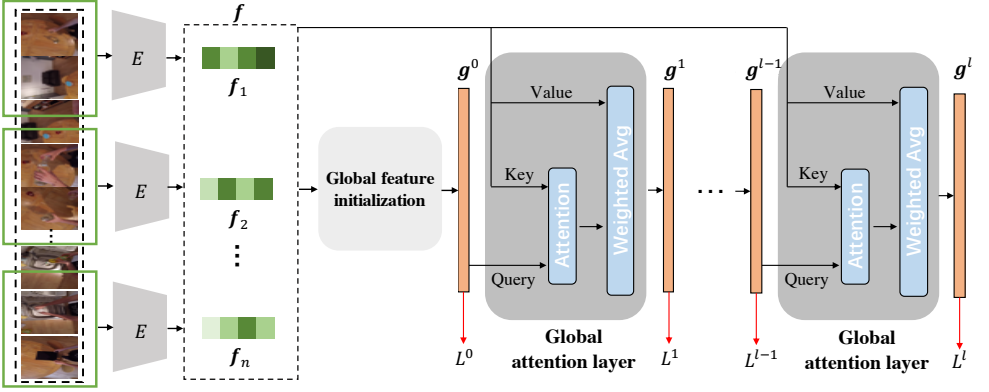 f
E
f₁
E
f₂
⋮
E
fₙ
Global feature
initialization
g⁰
Value
Key
Query
Attention
Weighted Avg
L⁰
Global
attention layer
g¹
L¹
...
gˡ⁻¹
Value
Key
Query
Attention
Weighted Avg
Lˡ⁻¹
Global
attention layer
gˡ
Lˡ